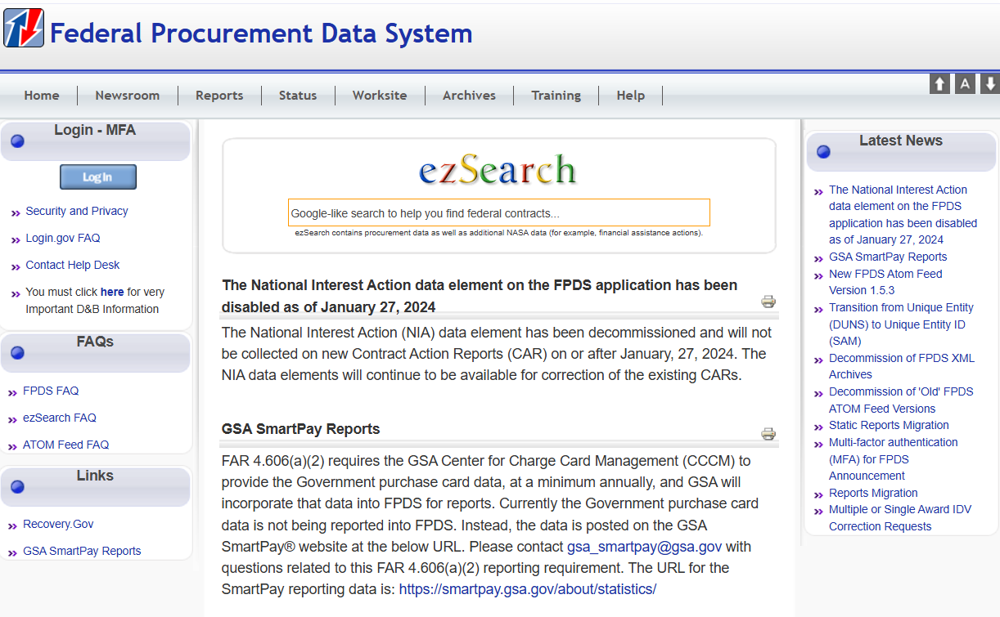 Federal Procurement Data System
Home
Newsroom
Reports
Status
Worksite
Archives
Training
Help
A
Login - MFA
Log In
Security and Privacy
Login.gov FAQ
Contact Help Desk
You must click here for very
Important D&B Information
FAQs
FPDS FAQ
ezSearch FAQ
ATOM Feed FAQ
Links
Recovery.Gov
GSA SmartPay Reports
ezSearch
Google-like search to help you find federal contracts...
ezSearch contains procurement data as well as additional NASA data (for example, financial assistance actions).
The National Interest Action data element on the FPDS application has been
disabled as of January 27, 2024
The National Interest Action (NIA) data element has been decommissioned and will not
be collected on new Contract Action Reports (CAR) on or after January, 27, 2024. The
NIA data elements will continue to be available for correction of the existing CARs.
GSA SmartPay Reports
FAR 4.606(a)(2) requires the GSA Center for Charge Card Management (CCCM) to
provide the Government purchase card data, at a minimum annually, and GSA will
incorporate that data into FPDS for reports. Currently the Government purchase card
data is not being reported into FPDS. Instead, the data is posted on the GSA
SmartPay® website at the below URL. Please contact gsa_smartpay@gsa.gov with
questions related to this FAR 4.606(a)(2) reporting requirement. The URL for the
SmartPay reporting data is: https://smartpay.gsa.gov/about/statistics/
Latest News
The National Interest Action
data element on the FPDS
application has been disabled
as of January 27, 2024
GSA SmartPay Reports
New FPDS Atom Feed
Version 1.5.3
Transition from Unique Entity
(DUNS) to Unique Entity ID
(SAM)
Decommission of FPDS XML
Archives
Decommission of 'Old' FPDS
ATOM Feed Versions
Static Reports Migration
Multi-factor authentication
(MFA) for FPDS
Announcement
Reports Migration
Multiple or Single Award IDV
Correction Requests